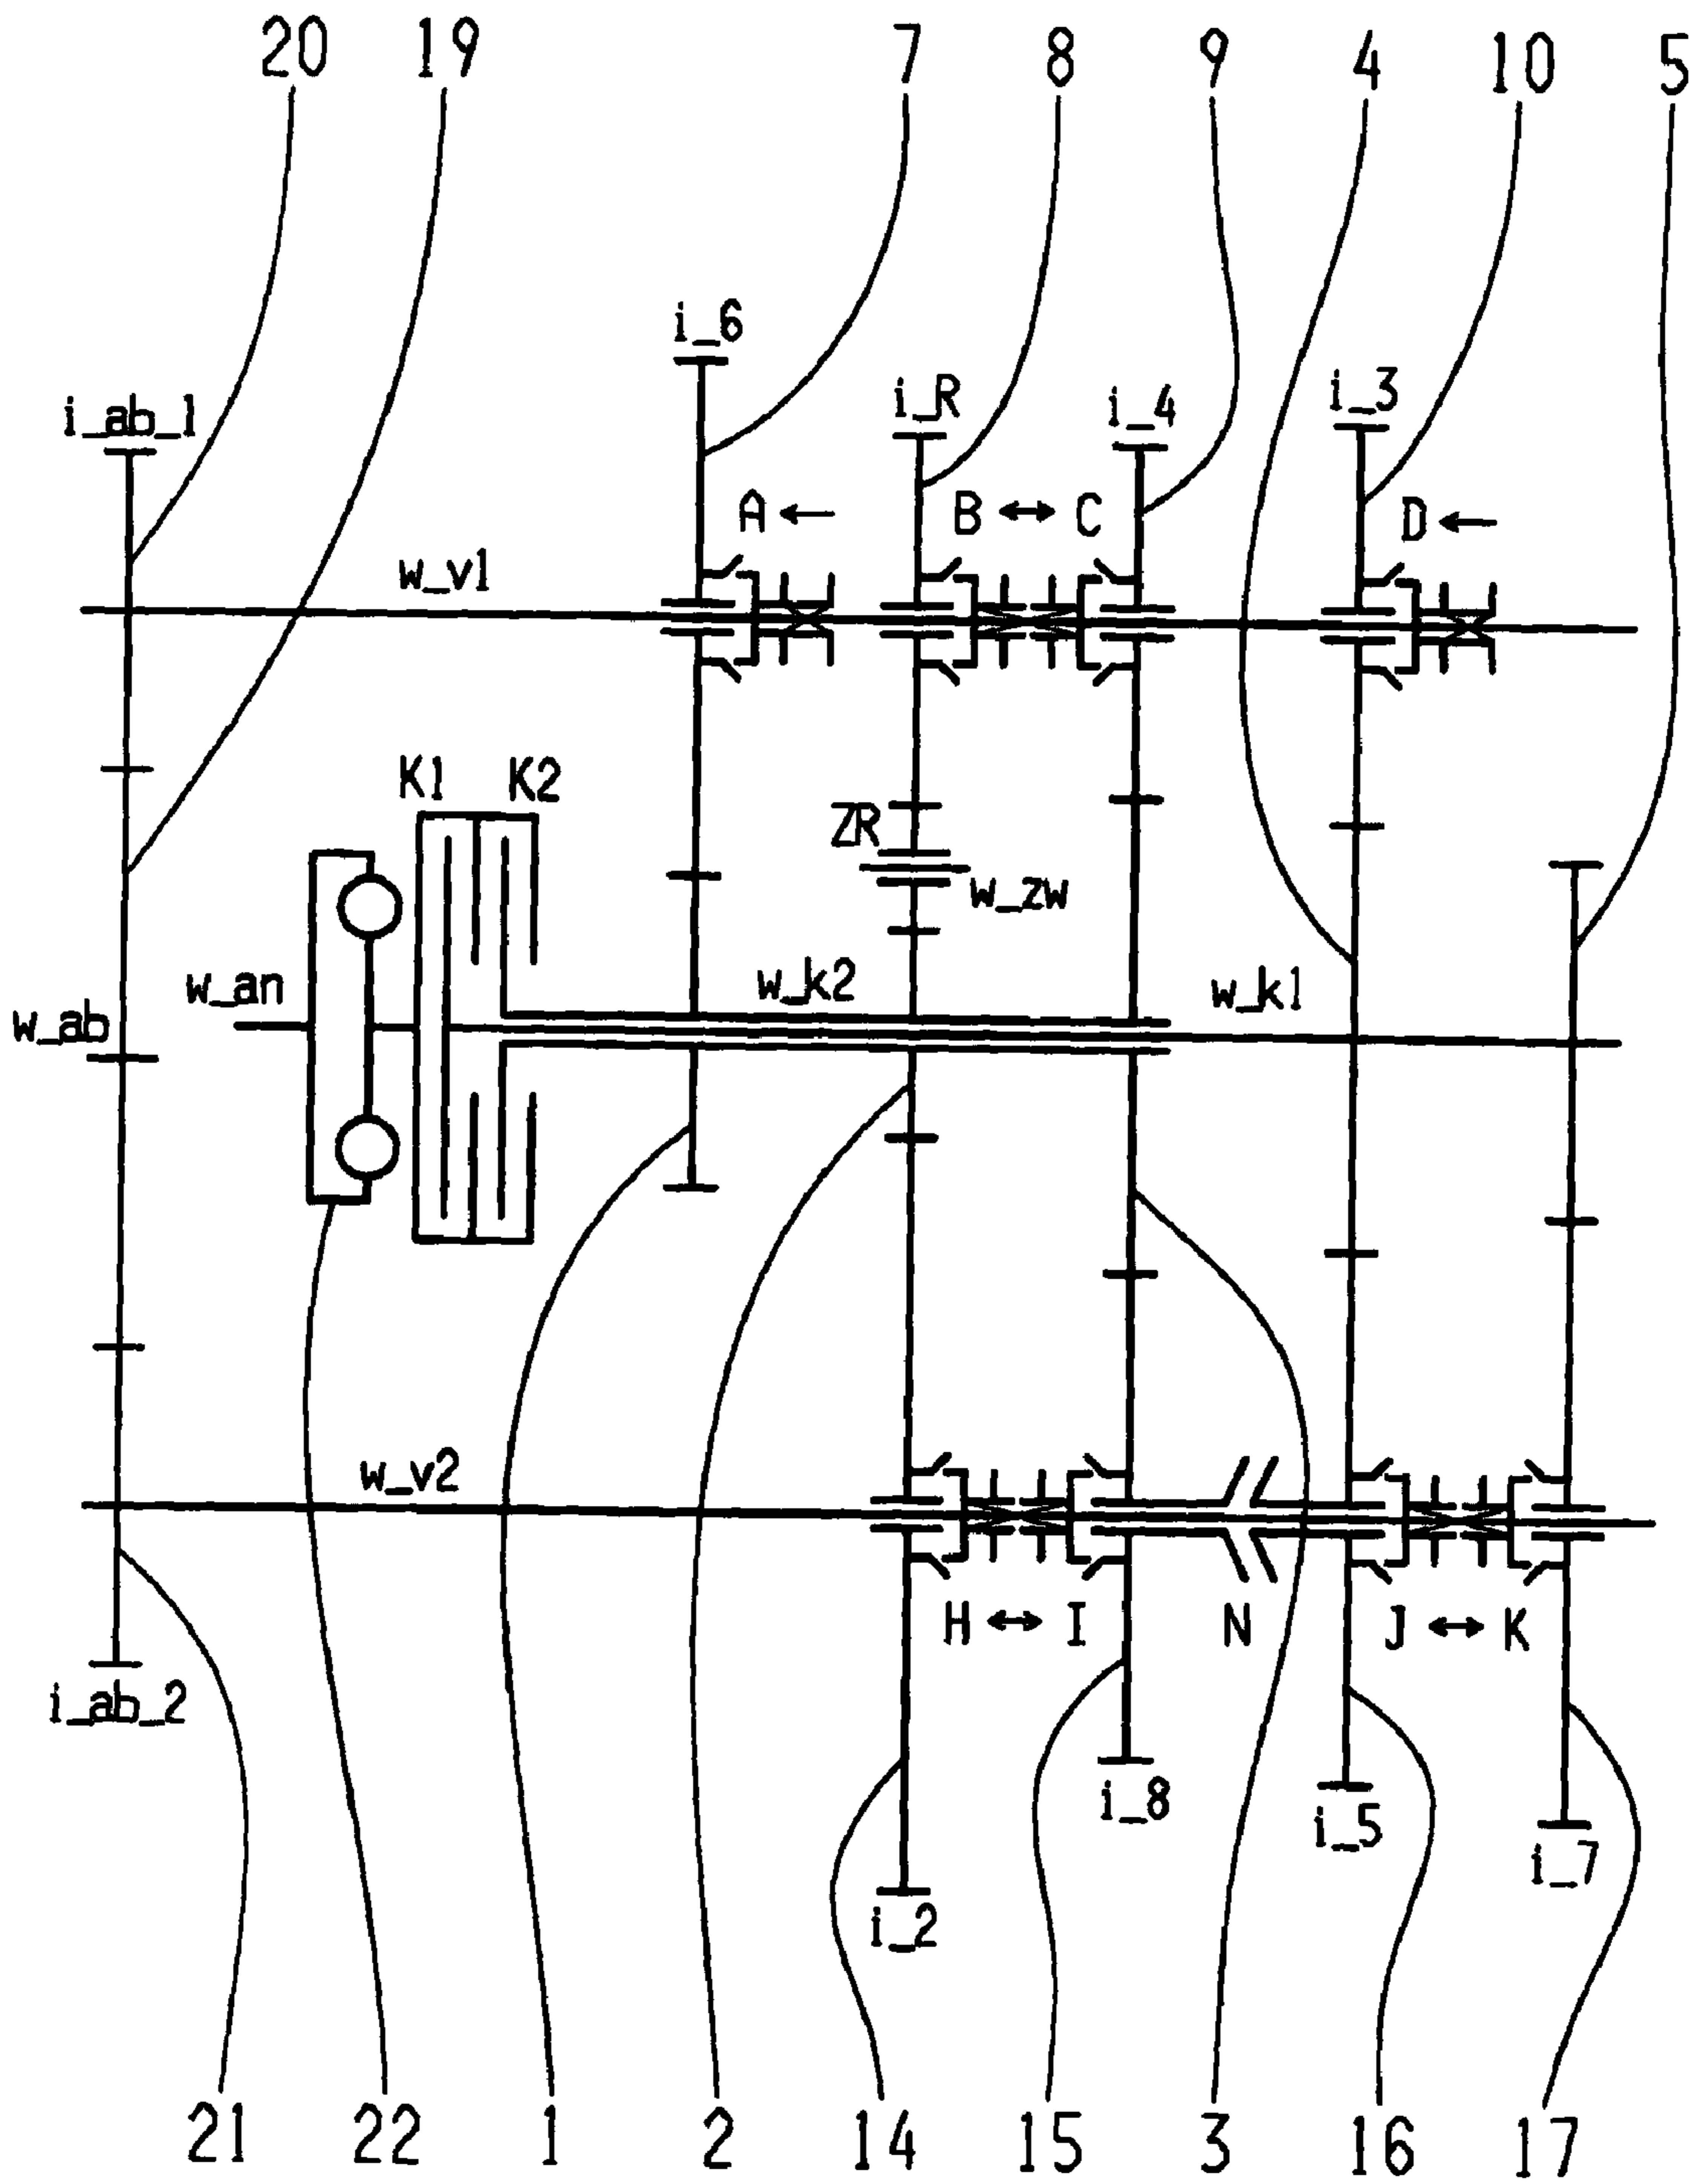 20 19 7 8 9 4 10 5
i_6
i_ab_1 i_R i_4 i_3
A B C D
w_v1
K1 K2
ZR
w_zw
w_an w_k2 w_k1
w_ab
w_v2
H I N J K
i_ab_2
i_8 i_5
i_7
i_2
21 22 1 2 14 15 3 16 17